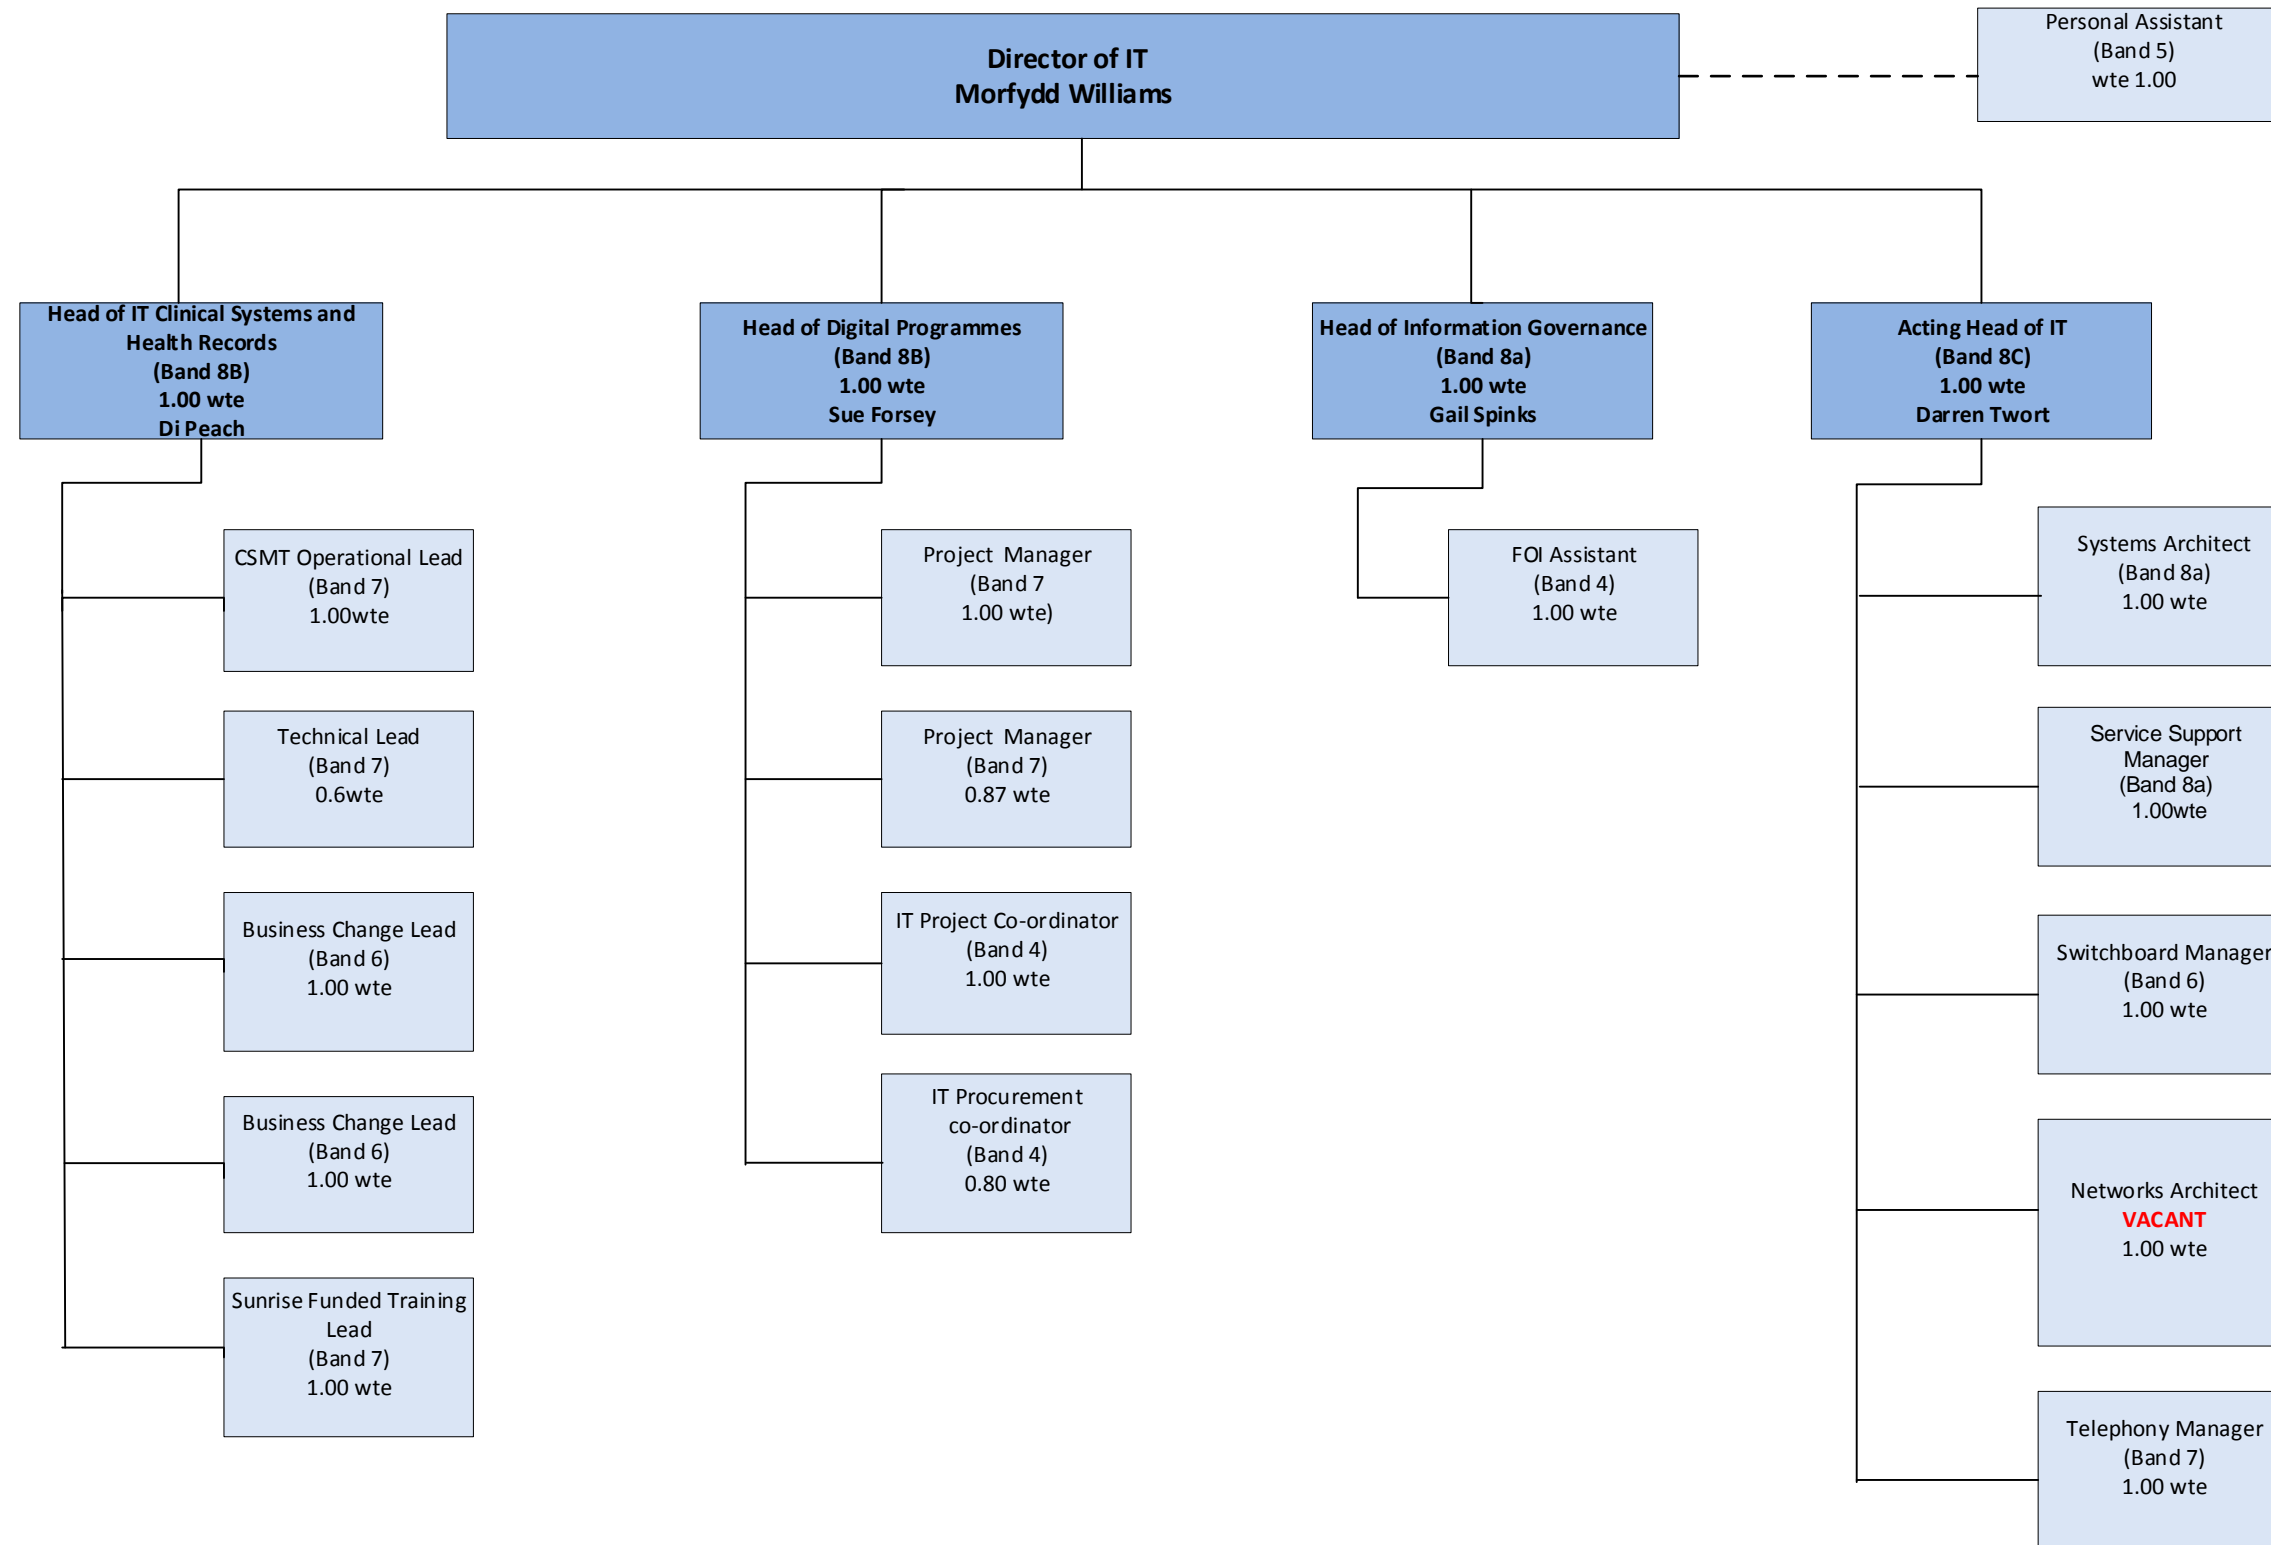 Director of IT
Morfydd Williams
Personal Assistant
(Band 5)
wte 1.00
Head of IT Clinical Systems and
Health Records
(Band 8B)
1.00 wte
Di Peach
Head of Digital Programmes
(Band 8B)
1.00 wte
Sue Forsey
Head of Information Governance
(Band 8a)
1.00 wte
Gail Spinks
Acting Head of IT
(Band 8C)
1.00 wte
Darren Twort
CSMT Operational Lead
(Band 7)
1.00wte
Technical Lead
(Band 7)
0.6wte
Business Change Lead
(Band 6)
1.00 wte
Business Change Lead
(Band 6)
1.00 wte
Sunrise Funded Training
Lead
(Band 7)
1.00 wte
Project Manager
(Band 7
1.00 wte)
Project Manager
(Band 7)
0.87 wte
IT Project Co-ordinator
(Band 4)
1.00 wte
IT Procurement
co-ordinator
(Band 4)
0.80 wte
FOI Assistant
(Band 4)
1.00 wte
Systems Architect
(Band 8a)
1.00 wte
Service Support
Manager
(Band 8a)
1.00wte
Switchboard Manager
(Band 6)
1.00 wte
Networks Architect
VACANT
1.00 wte
Telephony Manager
(Band 7)
1.00 wte